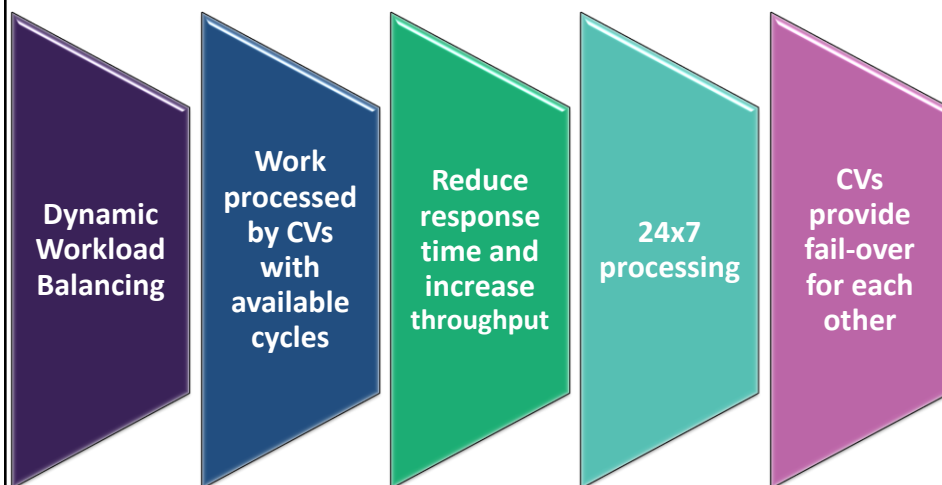 Dynamic
Workload
Balancing
Work
processed
by CVs
with
available
cycles
Reduce
response
time and
increase
throughput
24x7
processing
CVs
provide
fail-over
for each
other